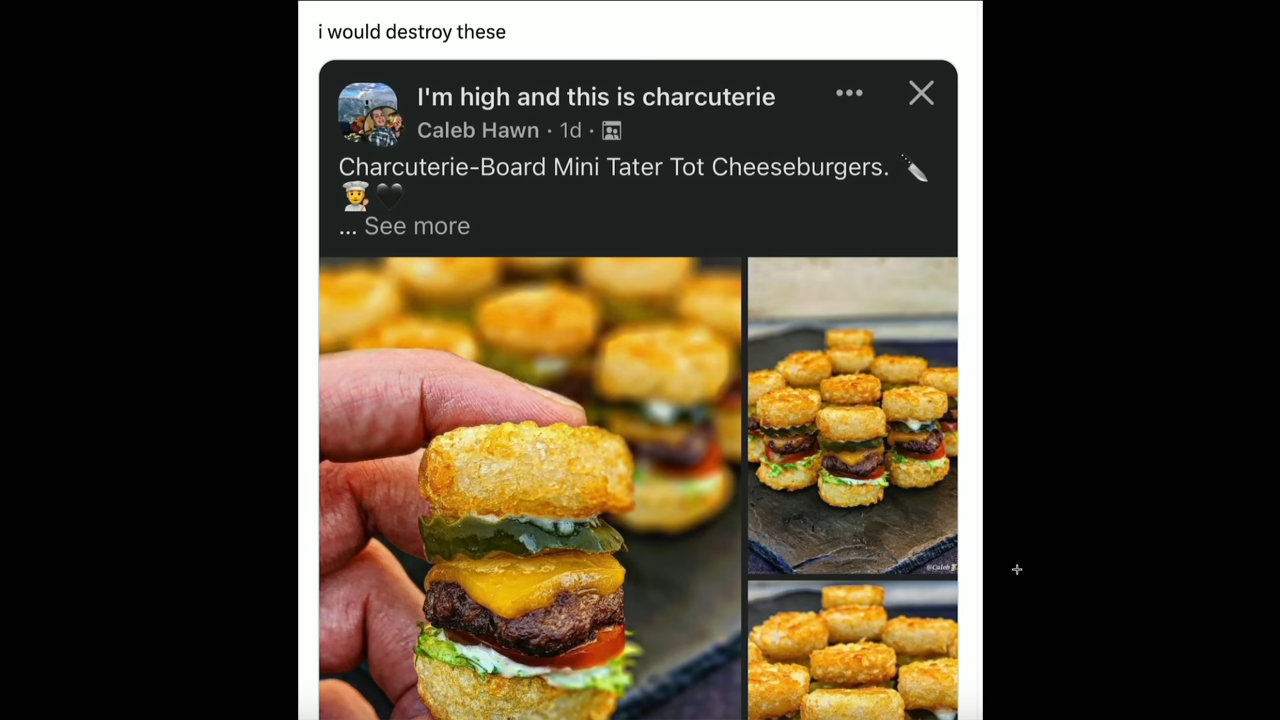 i would destroy these
I'm high and this is charcuterie
Caleb Hawn · 1d ·
Charcuterie-Board Mini Tater Tot Cheeseburgers. 🔪
👨‍🍳🖤
... See more
@Caleb